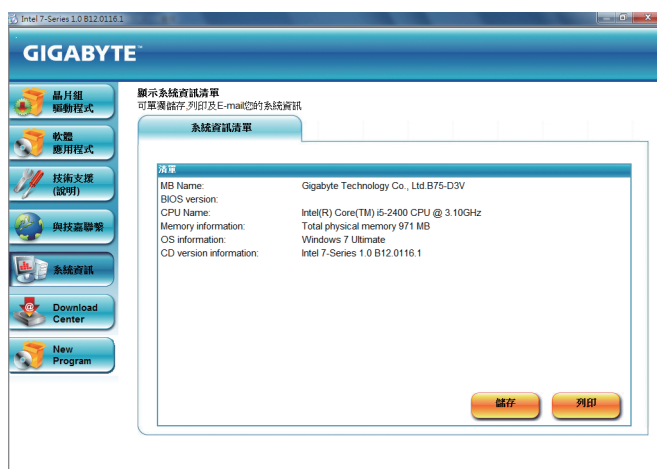 Intel 7-Series 1.0 B12.0116.1
GIGABYTE™
晶片組
驅動程式
軟體
應用程式
技術支援
(說明)
與技嘉聯繫
系統資訊
Download
Center
New
Program
顯示系統資訊清單
可單獨儲存,列印及E-mail您的系統資訊
系統資訊清單
清單
MB Name: Gigabyte Technology Co., Ltd.B75-D3V
BIOS version:
CPU Name: Intel(R) Core(TM) i5-2400 CPU @ 3.10GHz
Memory information: Total physical memory 971 MB
OS information: Windows 7 Ultimate
CD version information: Intel 7-Series 1.0 B12.0116.1
儲存
列印